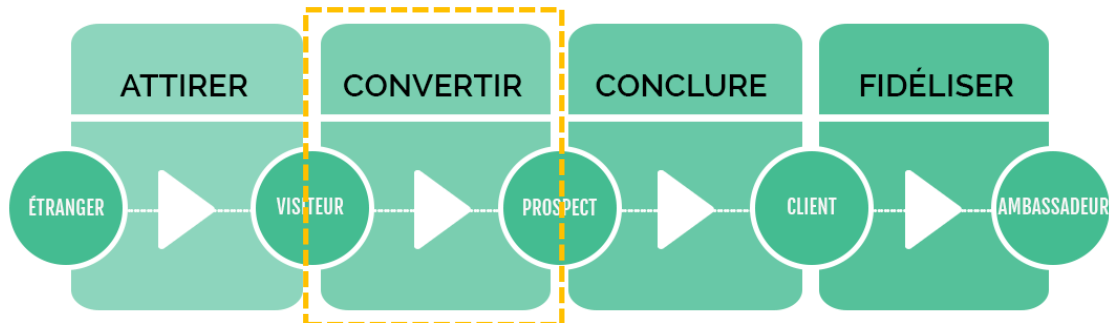 ATTIRER
CONVERTIR
CONCLURE
FIDÉLISER
ÉTRANGER
VISITEUR
PROSPECT
CLIENT
AMBASSADEUR